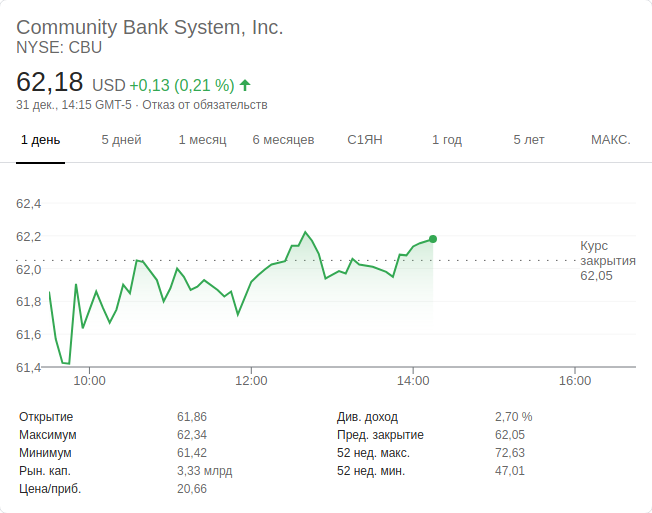 Community Bank System, Inc.
NYSE: CBU
62,18 USD +0,13 (0,21 %)
31 дек., 14:15 GMT-5 · Отказ от обязательств
1 день 5 дней 1 месяц 6 месяцев С1ЯН 1 год 5 лет МАКС.
62,4
62,2
62,0
61,8
61,6
61,4
Курс
закрытия
62,05
10:00 12:00 14:00 16:00
Открытие 61,86 Див. доход 2,70 %
Максимум 62,34 Пред. закрытие 62,05
Минимум 61,42 52 нед. макс. 72,63
Рын. кап. 3,33 млрд 52 нед. мин. 47,01
Цена/приб. 20,66